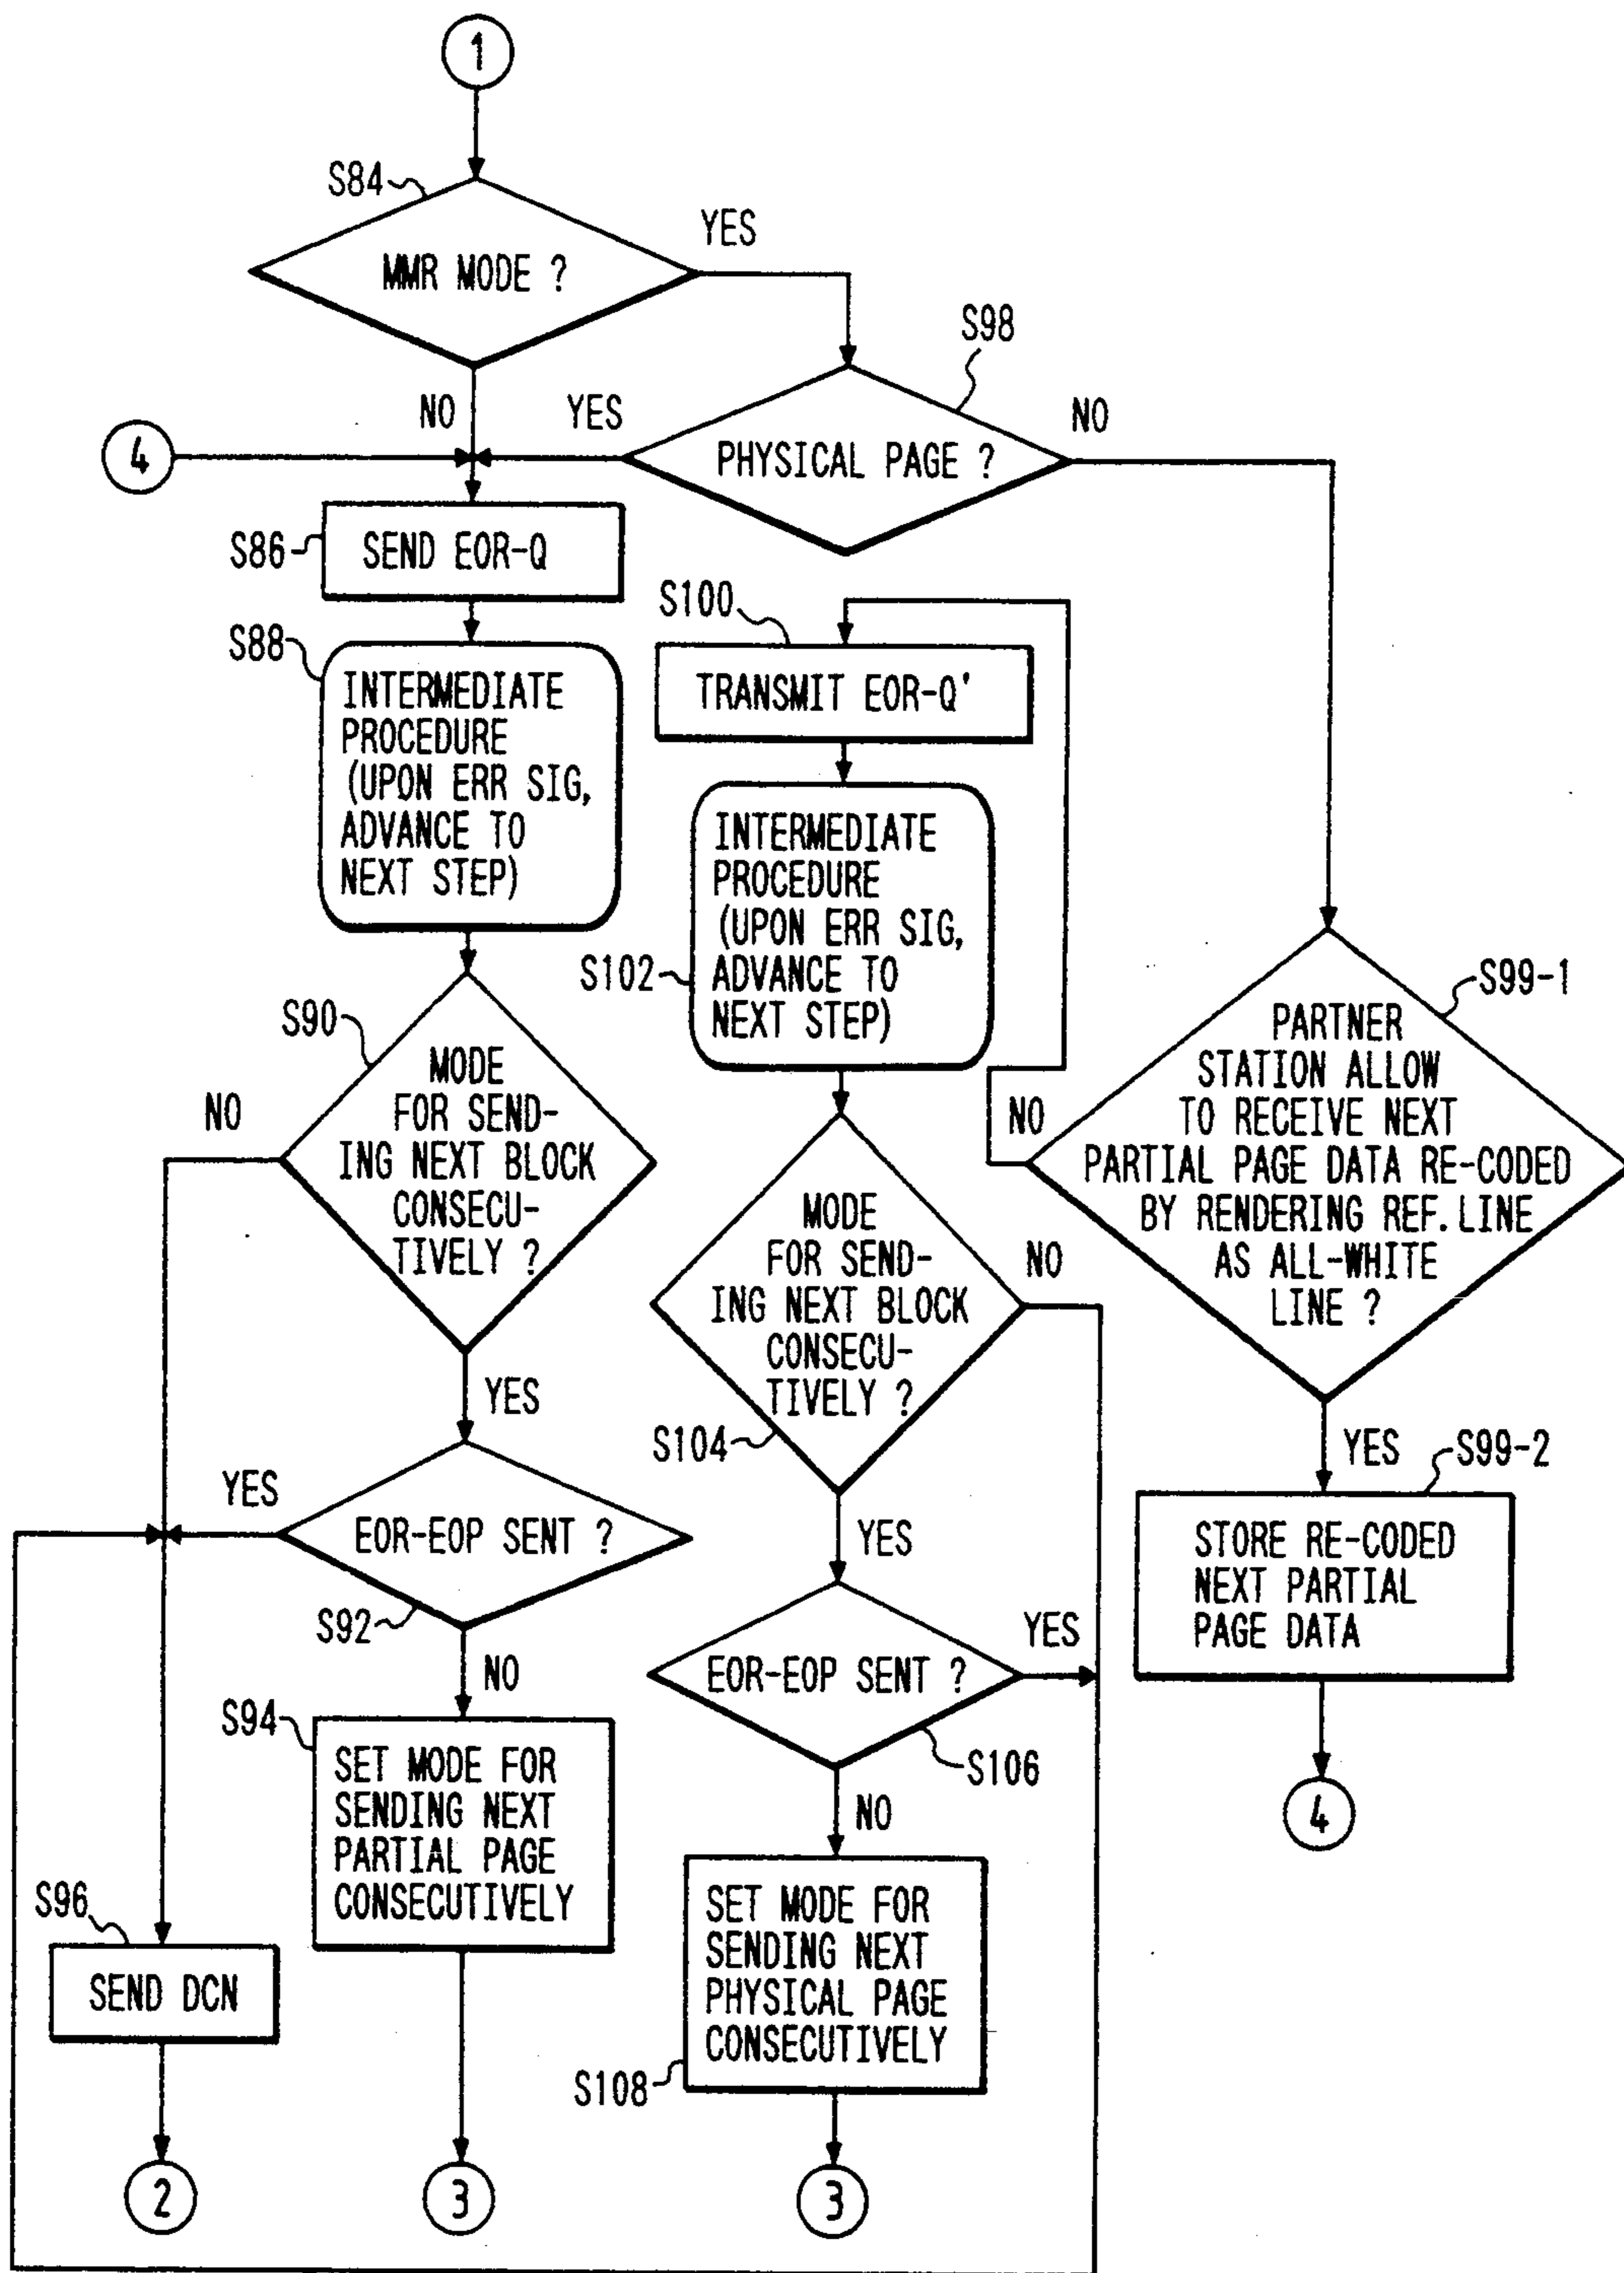 1
S84
MMR MODE ?
YES
NO
S98
PHYSICAL PAGE ?
YES
NO
4
S86
SEND EOR-Q
S88
INTERMEDIATE
PROCEDURE
(UPON ERR SIG,
ADVANCE TO
NEXT STEP)
S90
MODE
FOR SEND-
ING NEXT BLOCK
CONSECU-
TIVELY ?
NO
YES
EOR-EOP SENT ?
YES
S92
NO
S94
SET MODE FOR
SENDING NEXT
PARTIAL PAGE
CONSECUTIVELY
S96
SEND DCN
2
3
S100
TRANSMIT EOR-Q'
S102
INTERMEDIATE
PROCEDURE
(UPON ERR SIG,
ADVANCE TO
NEXT STEP)
MODE
FOR SEND-
ING NEXT BLOCK
CONSECU-
TIVELY ?
NO
S104
YES
EOR-EOP SENT ?
YES
S106
NO
SET MODE FOR
SENDING NEXT
PHYSICAL PAGE
CONSECUTIVELY
S108
3
S99-1
PARTNER
STATION ALLOW
TO RECEIVE NEXT
PARTIAL PAGE DATA RE-CODED
BY RENDERING REF. LINE
AS ALL-WHITE
LINE ?
NO
YES
S99-2
STORE RE-CODED
NEXT PARTIAL
PAGE DATA
4